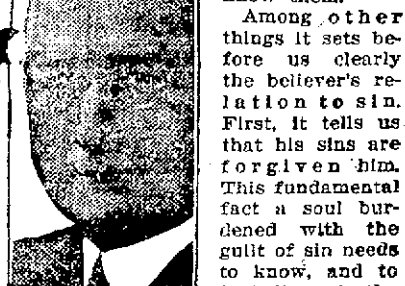 know them.
Among other
things it sets be-
fore us clearly
the believer's re-
lation to sin.
First, it tells us
that his sins are
forgiven him.
This fundamental
fact a soul bur-
dened with the
guilt of sin needs
to know, and to